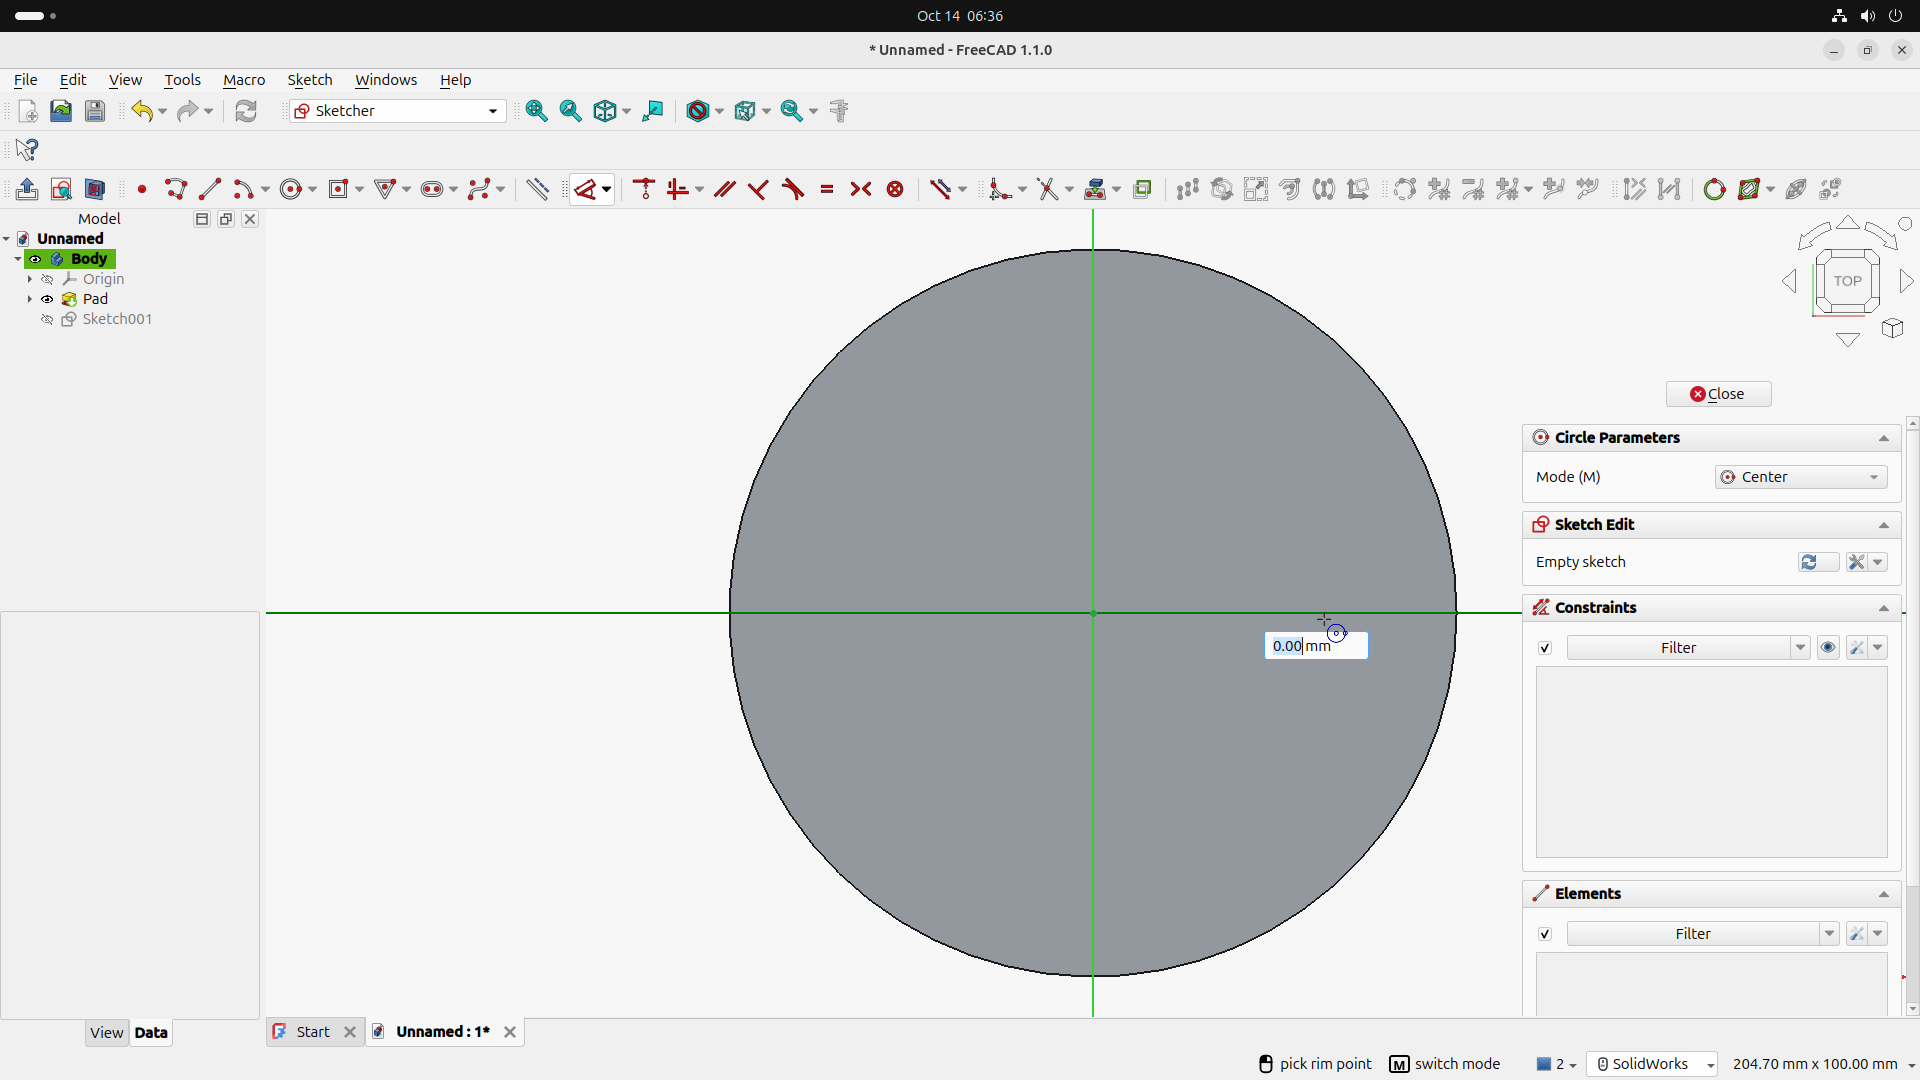 Oct 14 06:36
* Unnamed - FreeCAD 1.1.0
File Edit View Tools Macro Sketch Windows Help
Sketcher
Model
Unnamed
Body
Origin
Pad
Sketch001
TOP
Close
Circle Parameters
Mode (M) Center
Sketch Edit
Empty sketch
Constraints
Filter
0.00 mm
Elements
Filter
View Data
Start Unnamed : 1*
pick rim point M switch mode 2 SolidWorks 204.70 mm x 100.00 mm